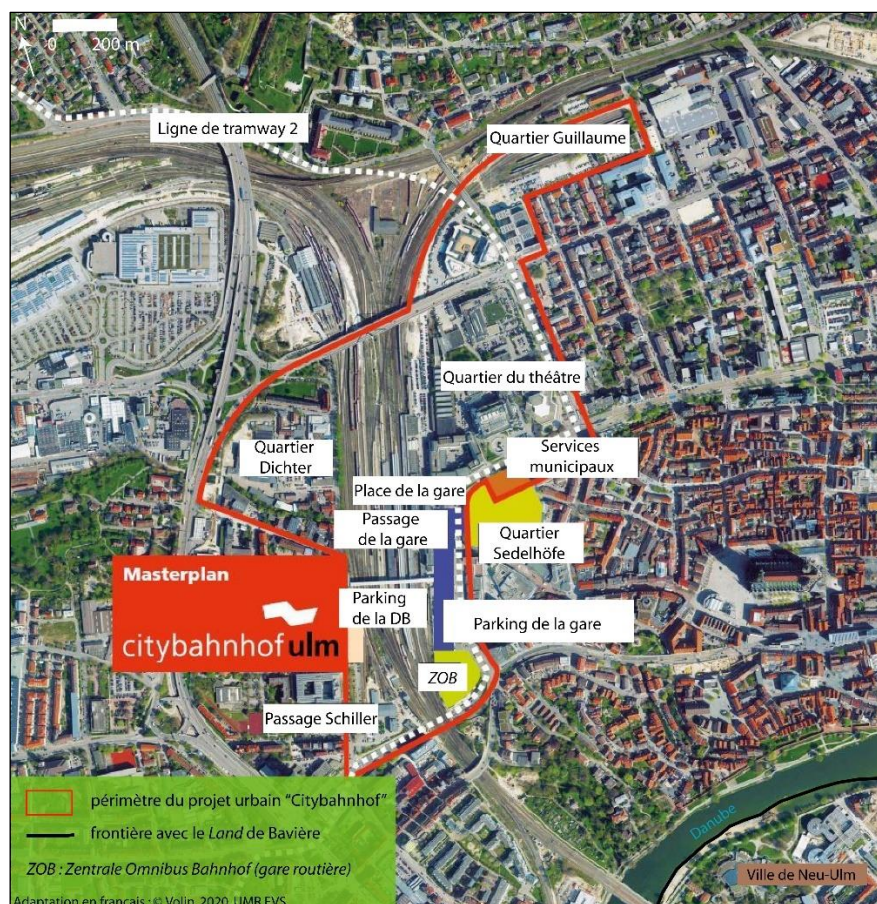 N
0 200 m
Ligne de tramway 2
Quartier Guillaume
Quartier du théâtre
Quartier
Dichter
Services
municipaux
Place de la gare
Passage
de la gare
Quartier
Sedelhöfe
Masterplan
citybahnhof ulm
Parking
de la DB
Parking de la gare
ZOB
Passage Schiller
périmètre du projet urbain "Citybahnhof"
frontière avec le Land de Bavière
ZOB : Zentrale Omnibus Bahnhof (gare routière)
Adaptation en français : © Volin, 2020, UMR EVS
Danube
Ville de Neu-Ulm